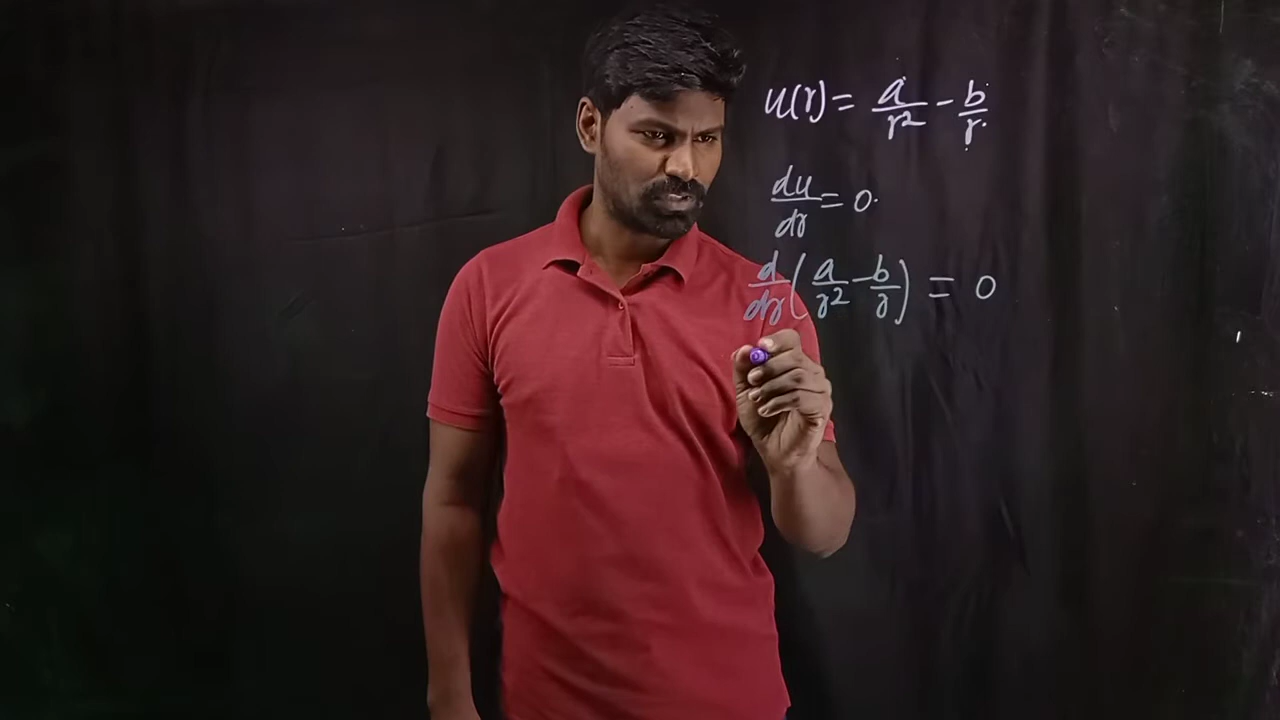 u(r) = a/r² - b/r
du/dr = 0
d/dr (a/r² - b/r) = 0